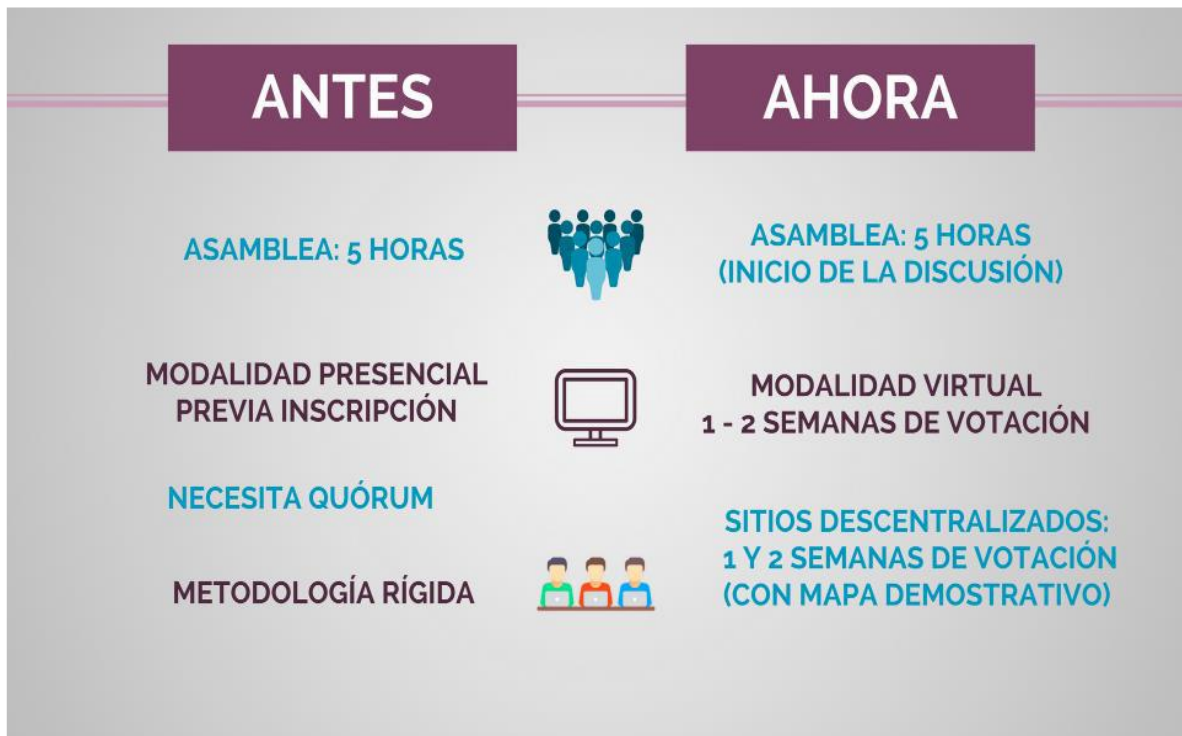 ANTES
ASAMBLEA: 5 HORAS
MODALIDAD PRESENCIAL
PREVIA INSCRIPCIÓN
NECESITA QUÓRUM
METODOLOGÍA RÍGIDA
AHORA
ASAMBLEA: 5 HORAS
(INICIO DE LA DISCUSIÓN)
MODALIDAD VIRTUAL
1 - 2 SEMANAS DE VOTACIÓN
SITIOS DESCENTRALIZADOS:
1 Y 2 SEMANAS DE VOTACIÓN
(CON MAPA DEMOSTRATIVO)